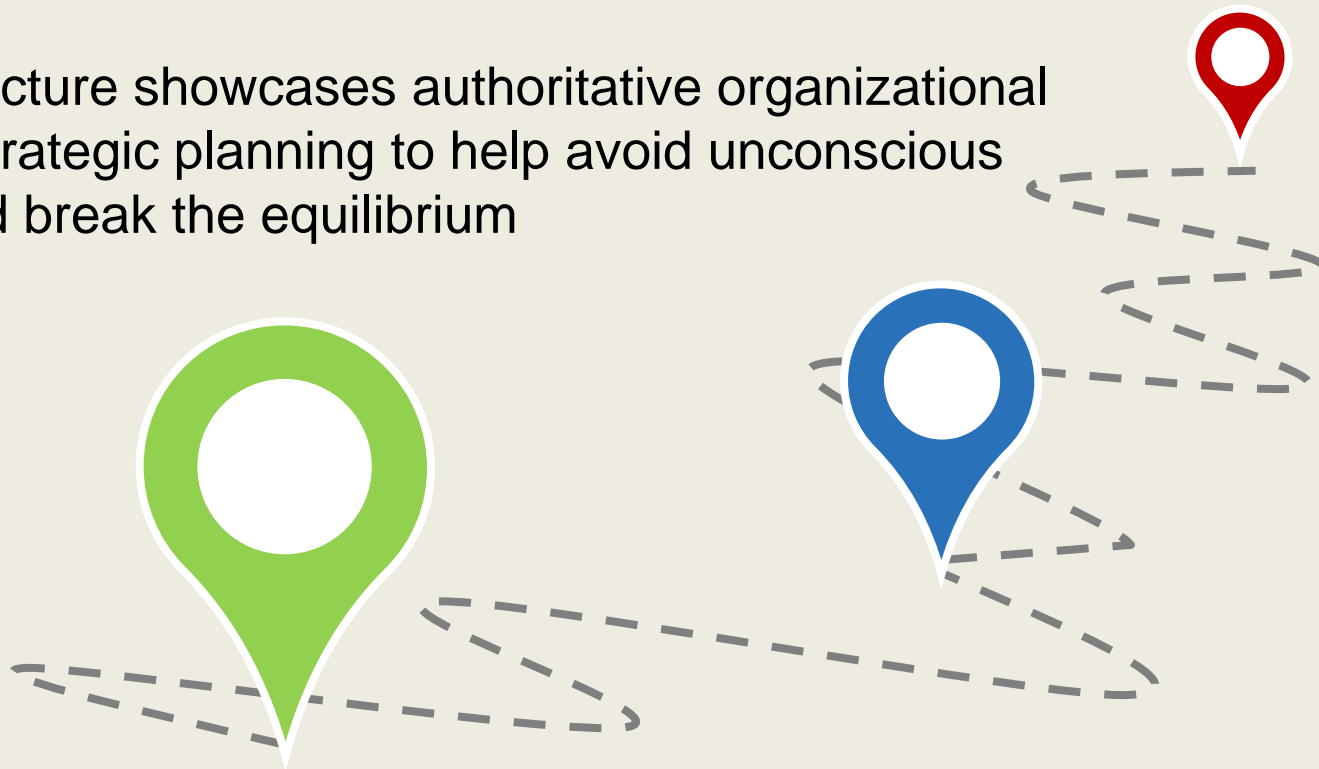 cture showcases authoritative organizational
rategic planning to help avoid unconscious
break the equilibrium